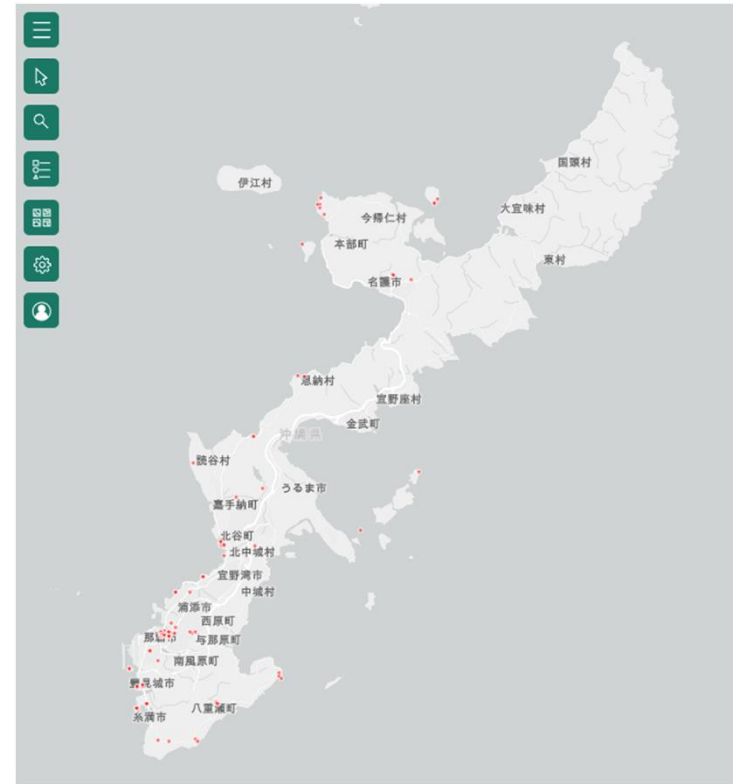 国頭村
伊江村
大宜味村
今帰仁村
本部町
東村
名護市
恩納村
宜野座村
金武町
沖縄県
読谷村
うるま市
嘉手納町
北谷町
北中城村
宜野湾市
中城村
浦添市
西原町
那覇市
与那原町
南風原町
豊見城市
八重瀬町
糸満市